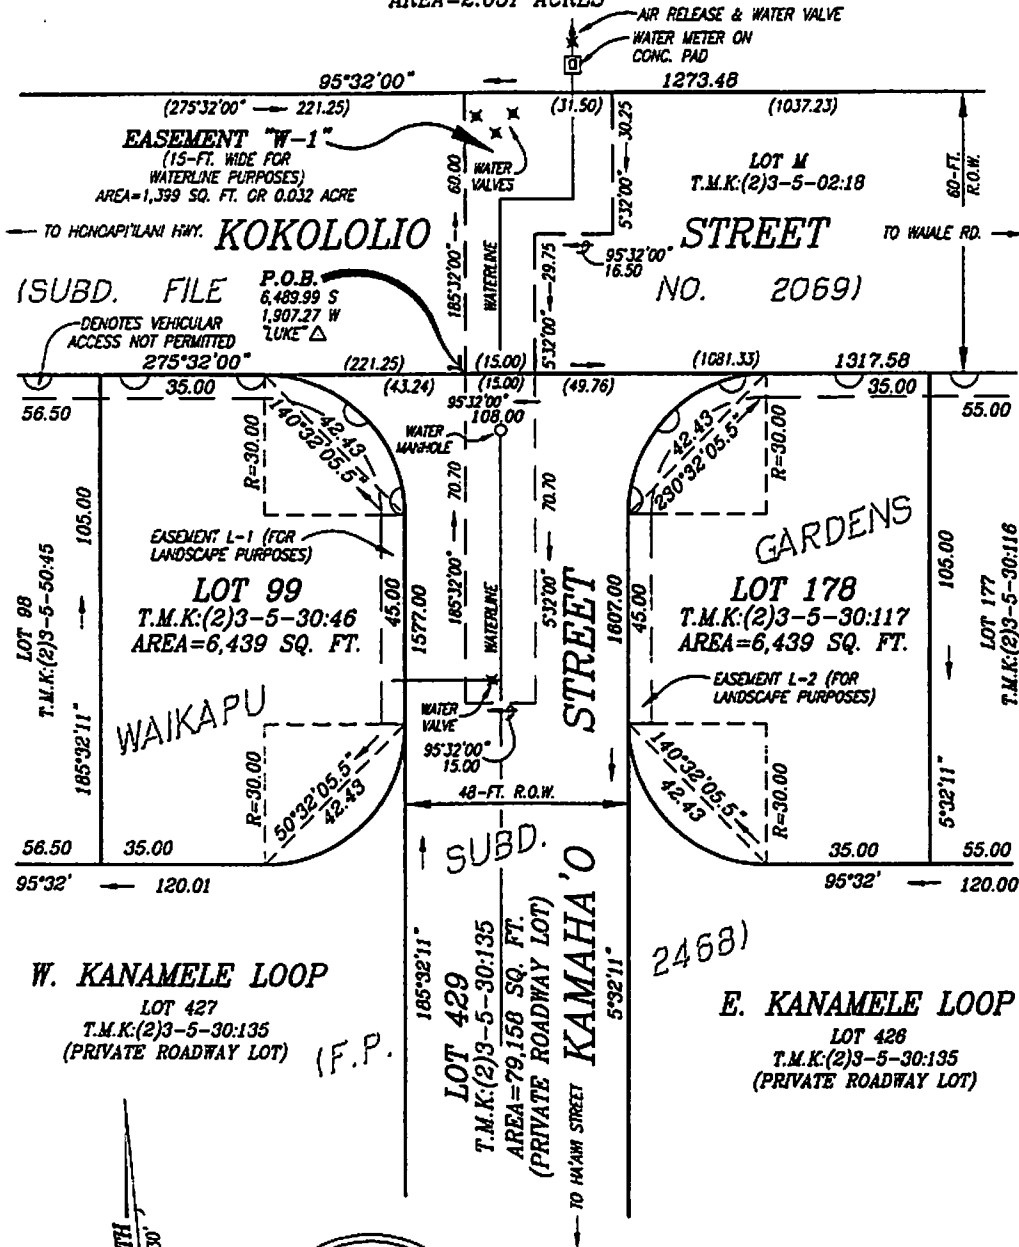 AREA=2.057 ACRES
AIR RELEASE & WATER VALVE
WATER METER ON
CONC. PAD
95°32'00"
1273.48
(275°32'00" 221.25)
(31.50)
(1037.23)
30.25
5°32'00"
EASEMENT "W-1"
(15-FT. WIDE FOR
WATERLINE PURPOSES)
AREA=1,399 SQ. FT. OR 0.032 ACRE
WATER
VALVES
60.00
185°32'00"
LOT M
T.M.K:(2)3-5-02:18
60-FT.
R.O.W.
TO HONOAPI'ILANI HWY.
KOKOLOLIO
STREET
TO WAIALE RD.
95°32'00"
16.50
29.75
5°32'00"
WATERLINE
(SUBD. FILE
NO. 2069)
P.O.B.
6,489.99 S
1,907.27 W
"LUKE"
DENOTES VEHICULAR
ACCESS NOT PERMITTED
275°32'00"
(221.25)
(15.00)
(1081.33)
1317.58
35.00
(43.24)
(15.00)
(49.76)
35.00
56.50
95°32'00"
108.00
55.00
42.43
140°32'05.5"
R=30.00
WATER
MANHOLE
42.43
230°32'05.5"
R=30.00
70.70
70.70
105.00
EASEMENT L-1 (FOR
LANDSCAPE PURPOSES)
GARDENS
105.00
LOT 98
T.M.K:(2)3-5-50:45
LOT 99
T.M.K:(2)3-5-30:46
AREA=6,439 SQ. FT.
45.00
1577.00
185°32'00"
WATERLINE
5°32'00"
STREET
1607.00
45.00
LOT 178
T.M.K:(2)3-5-30:117
AREA=6,439 SQ. FT.
LOT 177
T.M.K:(2)3-5-30:116
EASEMENT L-2 (FOR
LANDSCAPE PURPOSES)
WAIKAPU
185°32'11"
WATER
VALVE
95°32'00"
15.00
R=30.00
50°32'05.5"
42.43
48-FT. R.O.W.
140°32'05.5"
42.43
R=30.00
5°32'11"
56.50
35.00
SUBD.
35.00
55.00
95°32'
120.01
95°32'
120.00
185°32'11"
LOT 429
T.M.K:(2)3-5-30:135
AREA=79,158 SQ. FT.
(PRIVATE ROADWAY LOT)
KAMAHA'O
5°32'11"
2468)
W. KANAMELE LOOP
LOT 427
T.M.K:(2)3-5-30:135
(PRIVATE ROADWAY LOT)
(F.P.
E. KANAMELE LOOP
LOT 426
T.M.K:(2)3-5-30:135
(PRIVATE ROADWAY LOT)
TO HA'AWI STREET